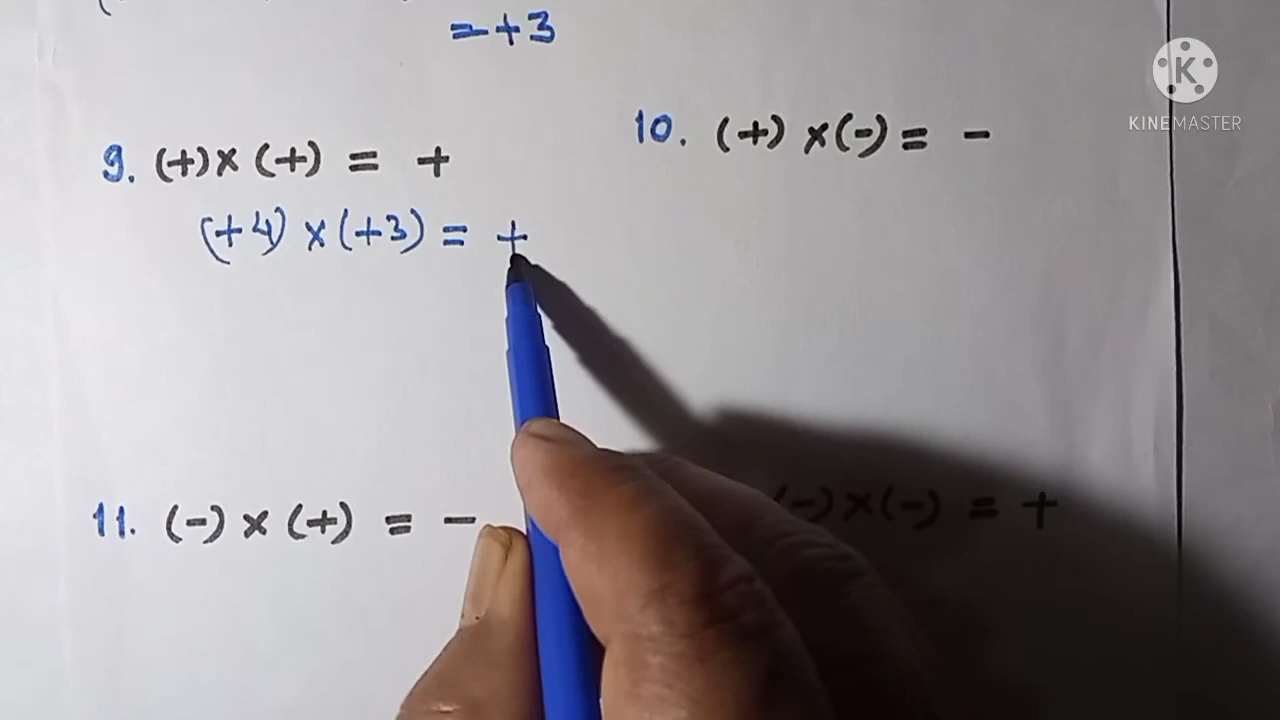 =+3
9. (+)×(+) = +
(+4)×(+3) = +
10. (+)×(-) = -
11. (-)×(+) = -
(-)×(-) = +
K
KINEMASTER